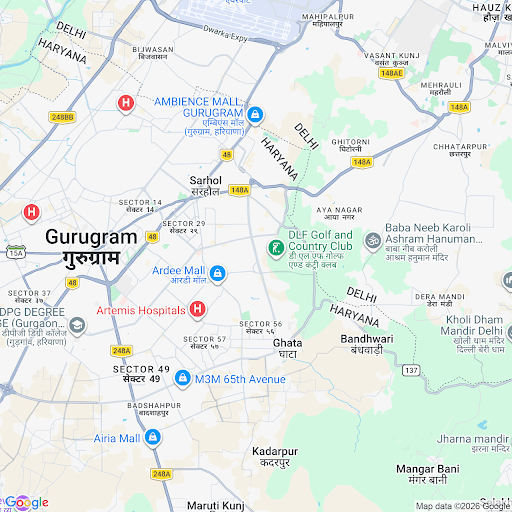 HAUZ K
हौज़ ख़
MAHIPALPUR
महिपालपुर
DELHI
HARYANA
Dwarka Expy
BIJWASAN
बिजवासन
VASANT KUNJ
वसंत कुञ्ज
148AE
MALVIY
MEHRAULI
महरौली
148A
AMBIENCE MALL,
GURUGRAM
एम्बिएंस मॉल
(गुरुग्राम, हरियाणा)
H
248BB
DELHI
HARYANA
GHITORNI
घिटोरनी
148A
CHHATARPUR
छतरपुर
48
Sarhol
सरहौल
148A
SECTOR 14
सेक्टर 14
AYA NAGAR
आया नगर
H
SECTOR 29
सेक्टर २९
48
Gurugram
गुरुग्राम
15A
DLF Golf and
Country Club
डी एल एफ गोल्फ
एण्ड कंट्री क्लब
Baba Neeb Karoli
Ashram Hanuman...
बाबा नीब करौली
आश्रम हनुमान मंदिर
Ardee Mall
आरडी मॉल
SECTOR 37
सेक्टर ३७
DELHI
HARYANA
DERA MANDI
डेरा मंडी
DPG DEGREE
GE (Gurgaon...
डीपीजी डिग्री कॉलेज
(गुड़गांव, हरियाणा)
Artemis Hospitals
H
SECTOR 56
सेक्टर ५६
Kholi Dham
Mandir Delhi
खोली धाम मंदिर
दिल्ली बेरी धाम
SECTOR 57
सेक्टर ५७
Ghata
घाटा
Bandhwari
बंधवाड़ी
248A
SECTOR 49
सेक्टर 49
137
M3M 65th Avenue
BADSHAHPUR
बादशाहपुर
Airia Mall
248A
Kadarpur
कदरपुर
Jharna mandir
झरना मन्दिर
Mangar Bani
मंगर बानी
Maruti Kunj
Google
Map data ©2026 Google